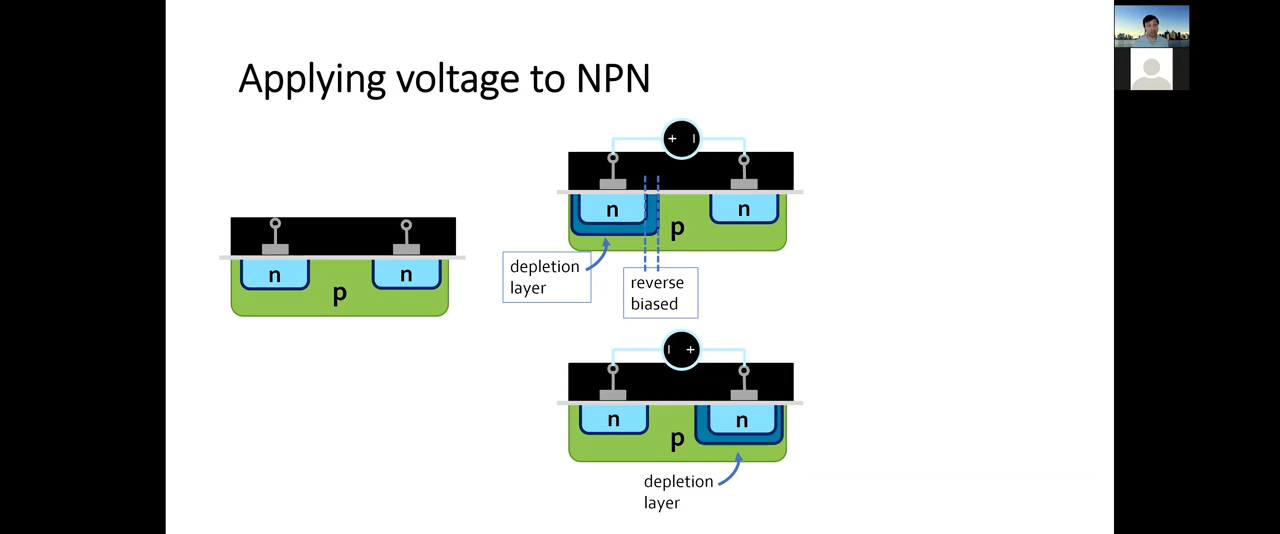 Applying voltage to NPN
n
n
p
+ I
n
n
p
depletion
layer
reverse
biased
I +
n
n
p
depletion
layer